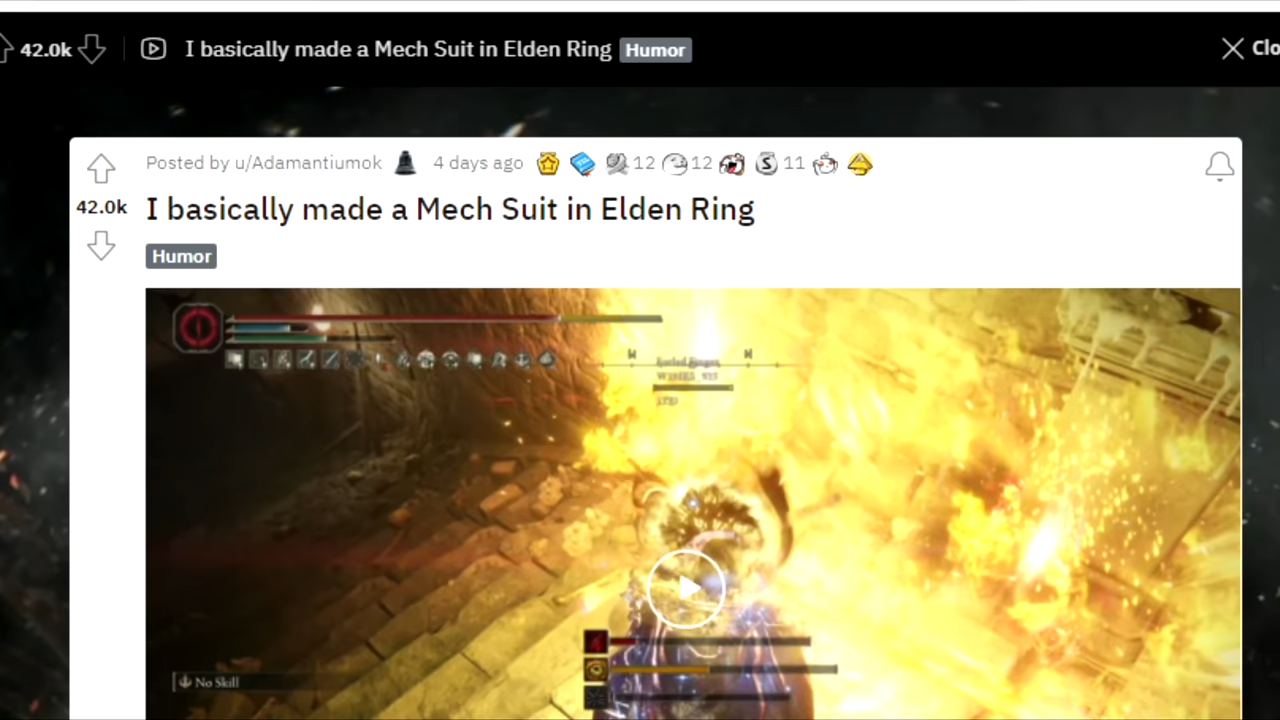 42.0k I basically made a Mech Suit in Elden Ring Humor Clo
Posted by u/Adamantiumok 4 days ago 12 12 11
42.0k I basically made a Mech Suit in Elden Ring
Humor
No Skill